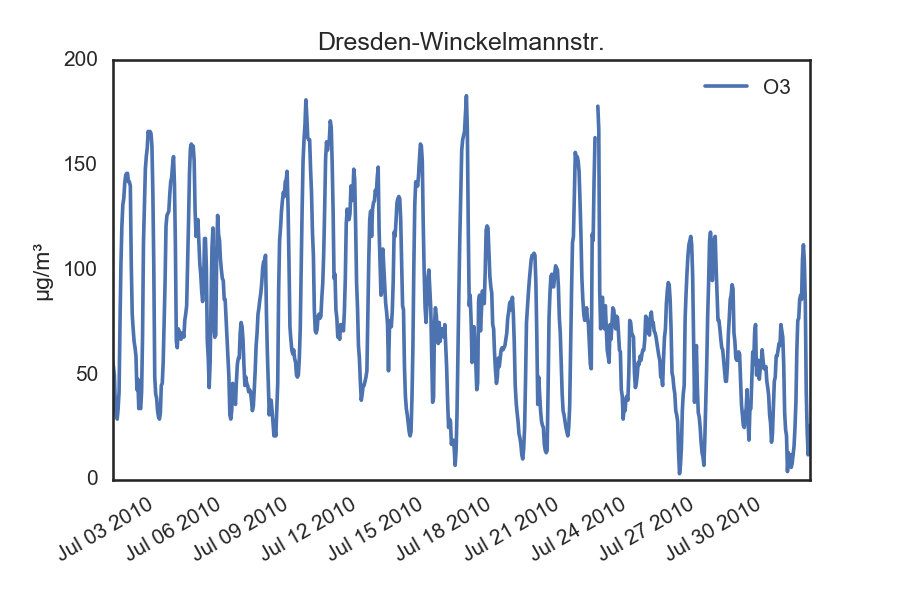 Dresden-Winckelmannstr.
200
150
100
50
0
µg/m³
O3
Jul 03 2010
Jul 06 2010
Jul 09 2010
Jul 12 2010
Jul 15 2010
Jul 18 2010
Jul 21 2010
Jul 24 2010
Jul 27 2010
Jul 30 2010